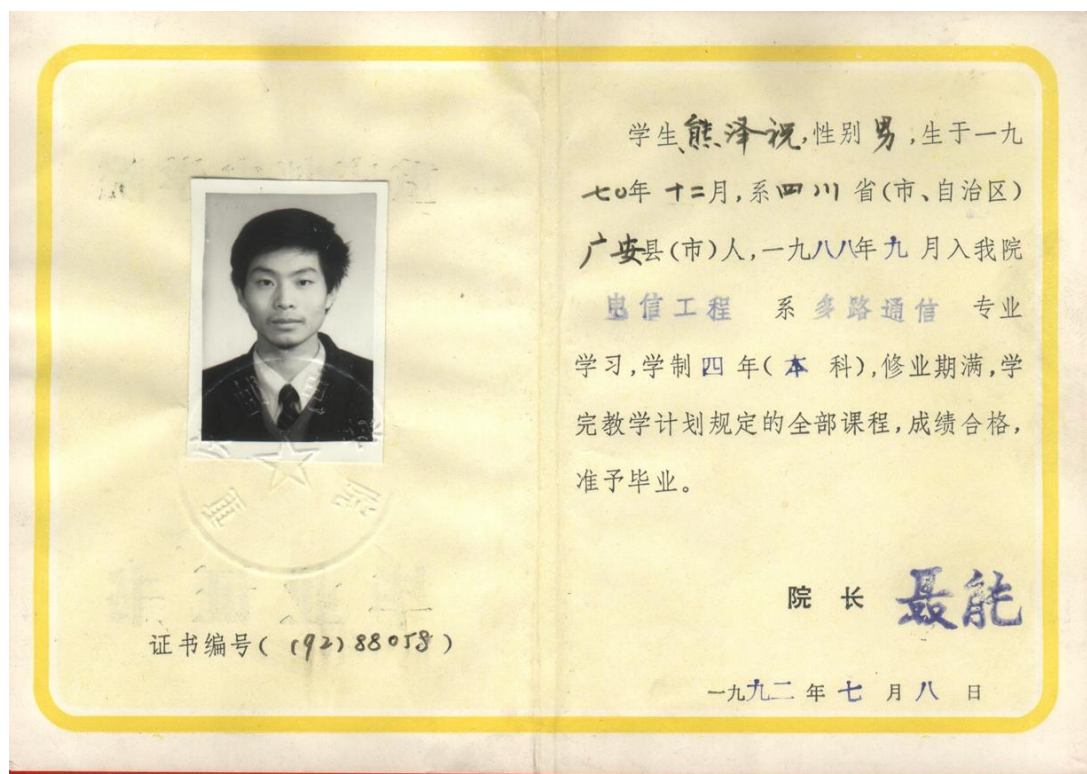 证书编号((92)88058)
学生熊泽祝,性别男,生于一九
七0年十二月,系四川省(市、自治区)
广安县(市)人,一九八八年九月入我院
电信工程 系 多路通信 专业
学习,学制四年(本科),修业期满,学
完教学计划规定的全部课程,成绩合格,
准予毕业。
院长 聂能
一九九二年七月八日